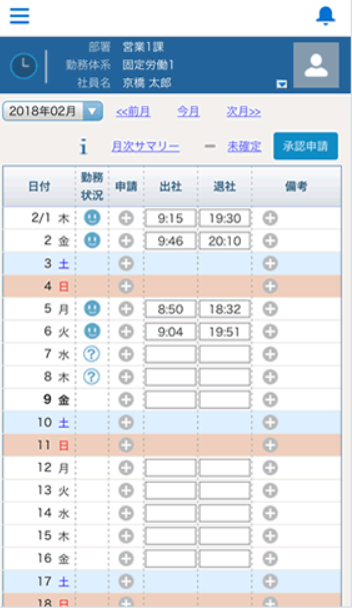 部署 営業1課
勤務体系 固定労働1
社員名 京橋 太郎
2018年02月 <<前月 今月 次月>>
i 月次サマリー ー 未確定 承認申請
日付 勤務状況 申請 出社 退社 備考
2/1 木 9:15 19:30
2 金 9:46 20:10
3 土
4 日
5 月 8:50 18:32
6 火 9:04 19:51
7 水 ?
8 木 ?
9 金
10 土
11 日
12 月
13 火
14 水
15 木
16 金
17 土
18 日